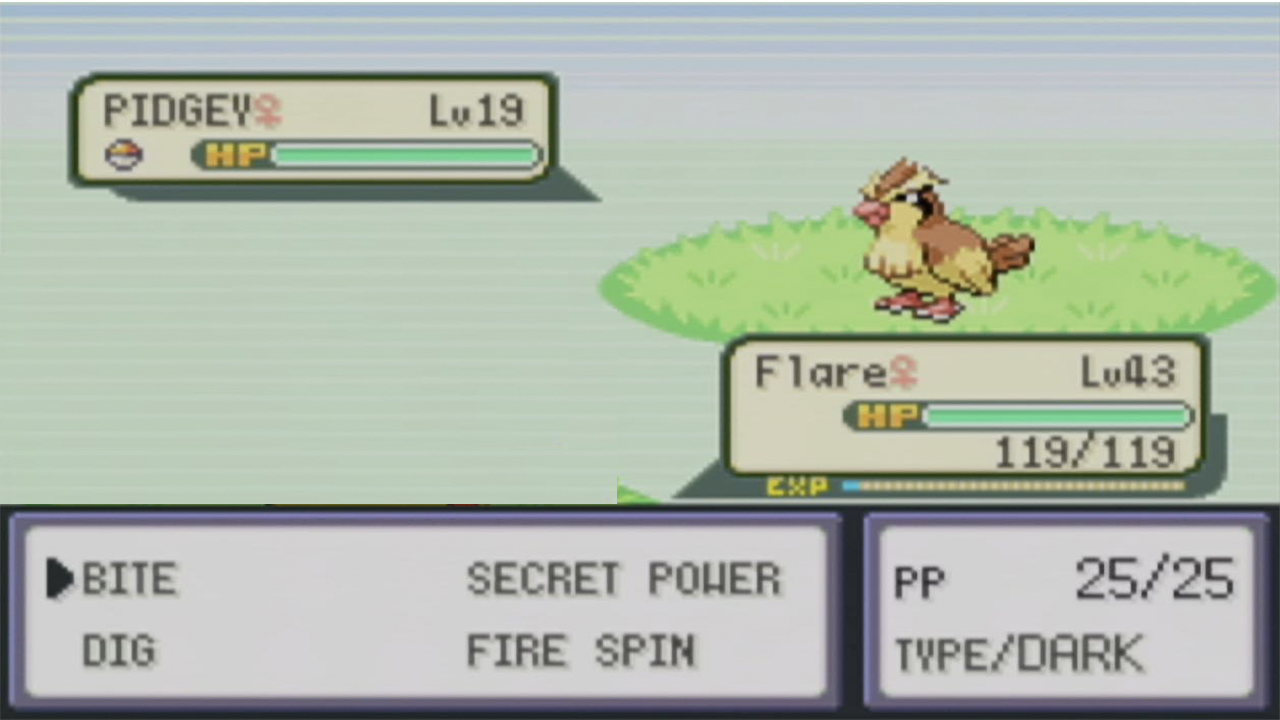 PIDGEY♀ Lv19
HP
Flare♀ Lv43
HP
119/119
EXP
BITE SECRET POWER
DIG FIRE SPIN
PP 25/25
TYPE/DARK